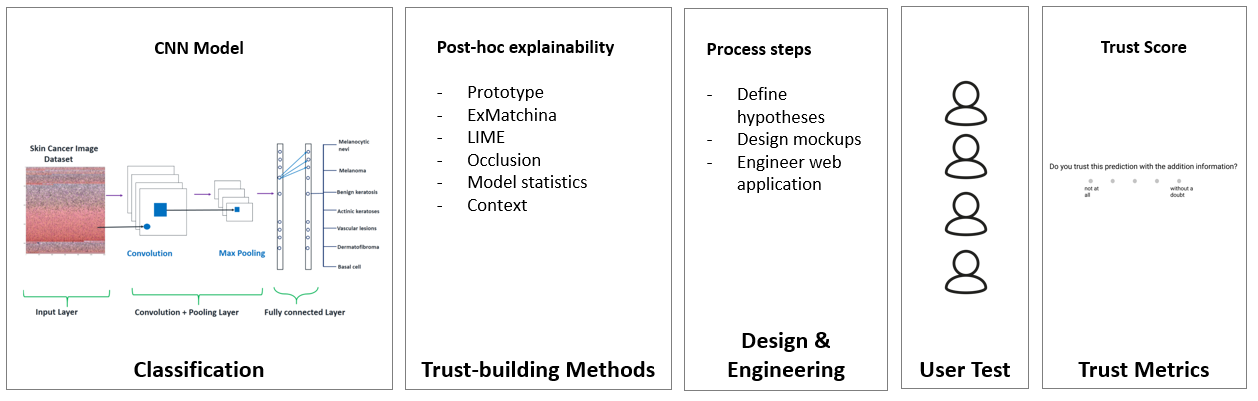 CNN Model
Skin Cancer Image
Dataset
Melanocytic
nevi
Melanoma
Benign keratosis
Actinic keratoses
Vascular lesions
Dermatofibroma
Basal cell
Convolution
Max Pooling
Input Layer
Convolution + Pooling Layer
Fully connected Layer
Classification
Post-hoc explainability
- Prototype
- ExMatchina
- LIME
- Occlusion
- Model statistics
- Context
Trust-building Methods
Process steps
- Define
hypotheses
- Design mockups
- Engineer web
application
Design &
Engineering
User Test
Trust Score
Do you trust this prediction with the addition information?
not at
all
without a
doubt
Trust Metrics